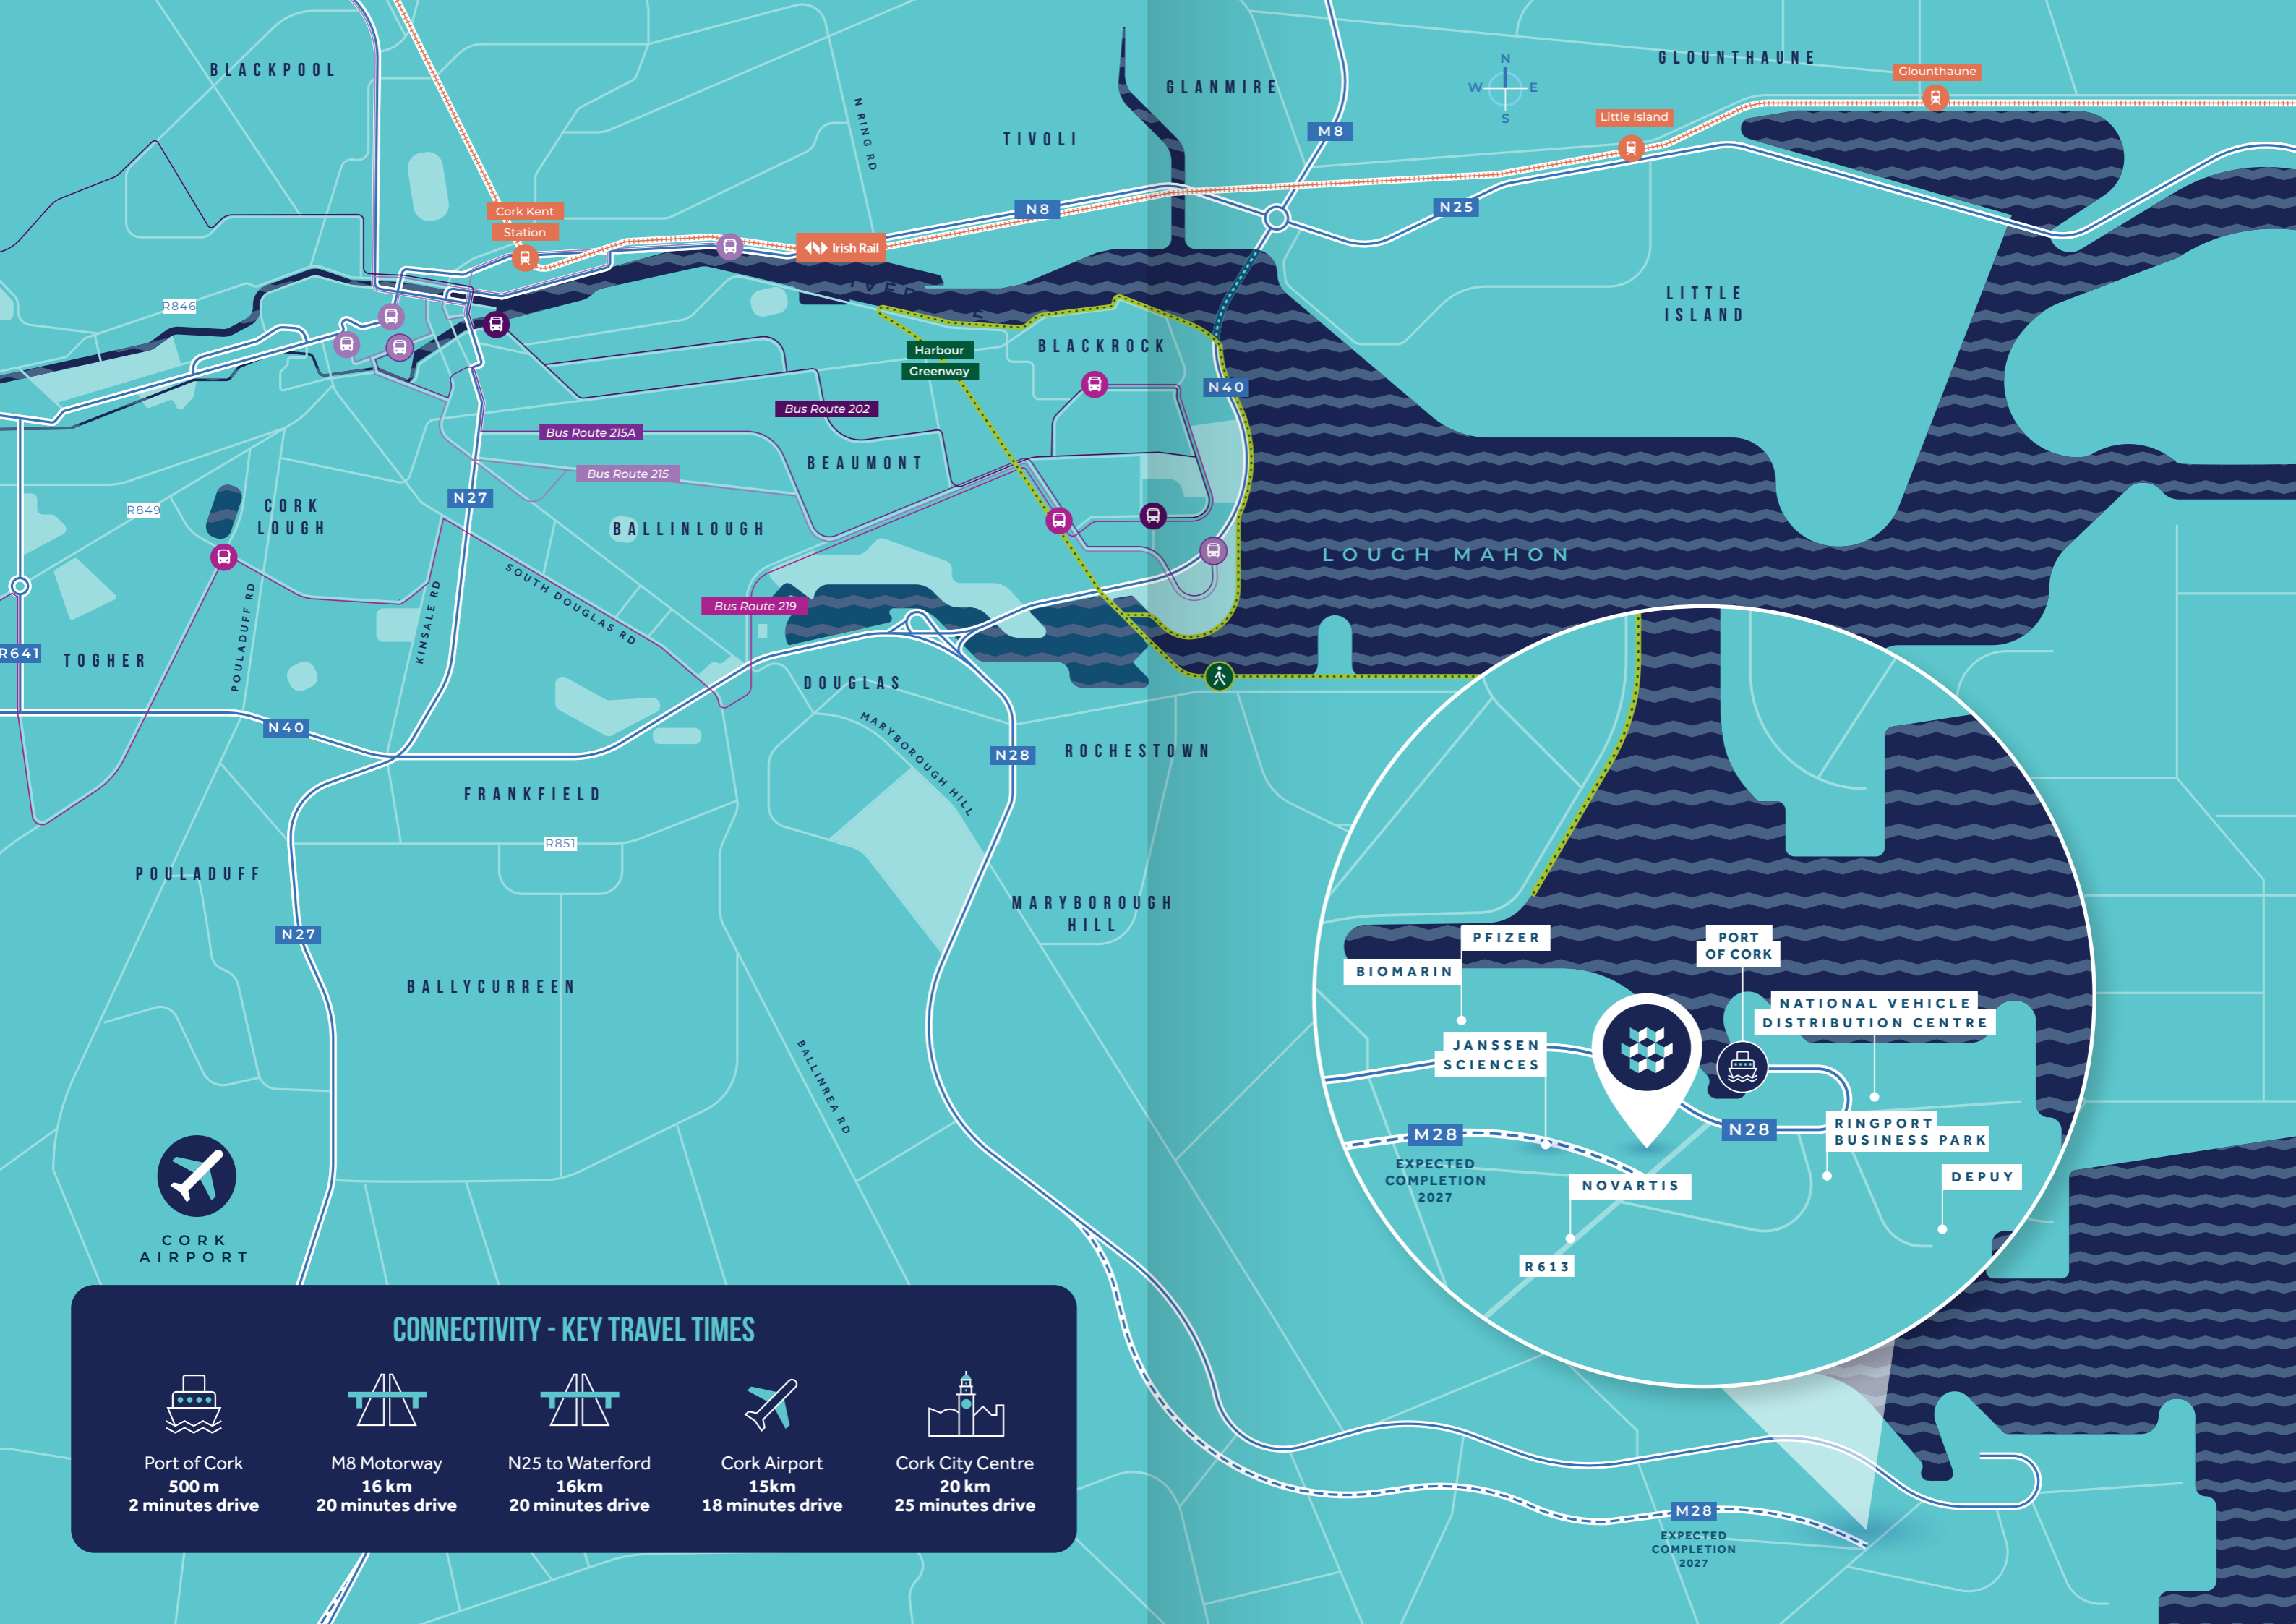 BLACKPOOL
GLANMIRE
GLOUNTHAUNE
Glounthaune
N
W
E
S
Little Island
M8
TIVOLI
N RING RD
Cork Kent
Station
N8
N25
Irish Rail
R846
LITTLE
ISLAND
Harbour
Greenway
BLACKROCK
N40
Bus Route 202
Bus Route 215A
Bus Route 215
BEAUMONT
N27
R849
CORK
LOUGH
BALLINLOUGH
LOUGH MAHON
SOUTH DOUGLAS RD
Bus Route 219
KINSALE RD
POULADUFF RD
R641
TOGHER
DOUGLAS
N40
MARYBOROUGH HILL
N28
ROCHESTOWN
FRANKFIELD
R851
POULADUFF
MARYBOROUGH
HILL
N27
BALLYCURREEN
BALLINREA RD
PFIZER
BIOMARIN
PORT
OF CORK
NATIONAL VEHICLE
DISTRIBUTION CENTRE
JANSSEN
SCIENCES
M28
EXPECTED
COMPLETION
2027
N28
RINGPORT
BUSINESS PARK
NOVARTIS
DEPUY
R613
CORK
AIRPORT
CONNECTIVITY - KEY TRAVEL TIMES
Port of Cork
500 m
2 minutes drive
M8 Motorway
16 km
20 minutes drive
N25 to Waterford
16km
20 minutes drive
Cork Airport
15km
18 minutes drive
Cork City Centre
20 km
25 minutes drive
M28
EXPECTED
COMPLETION
2027